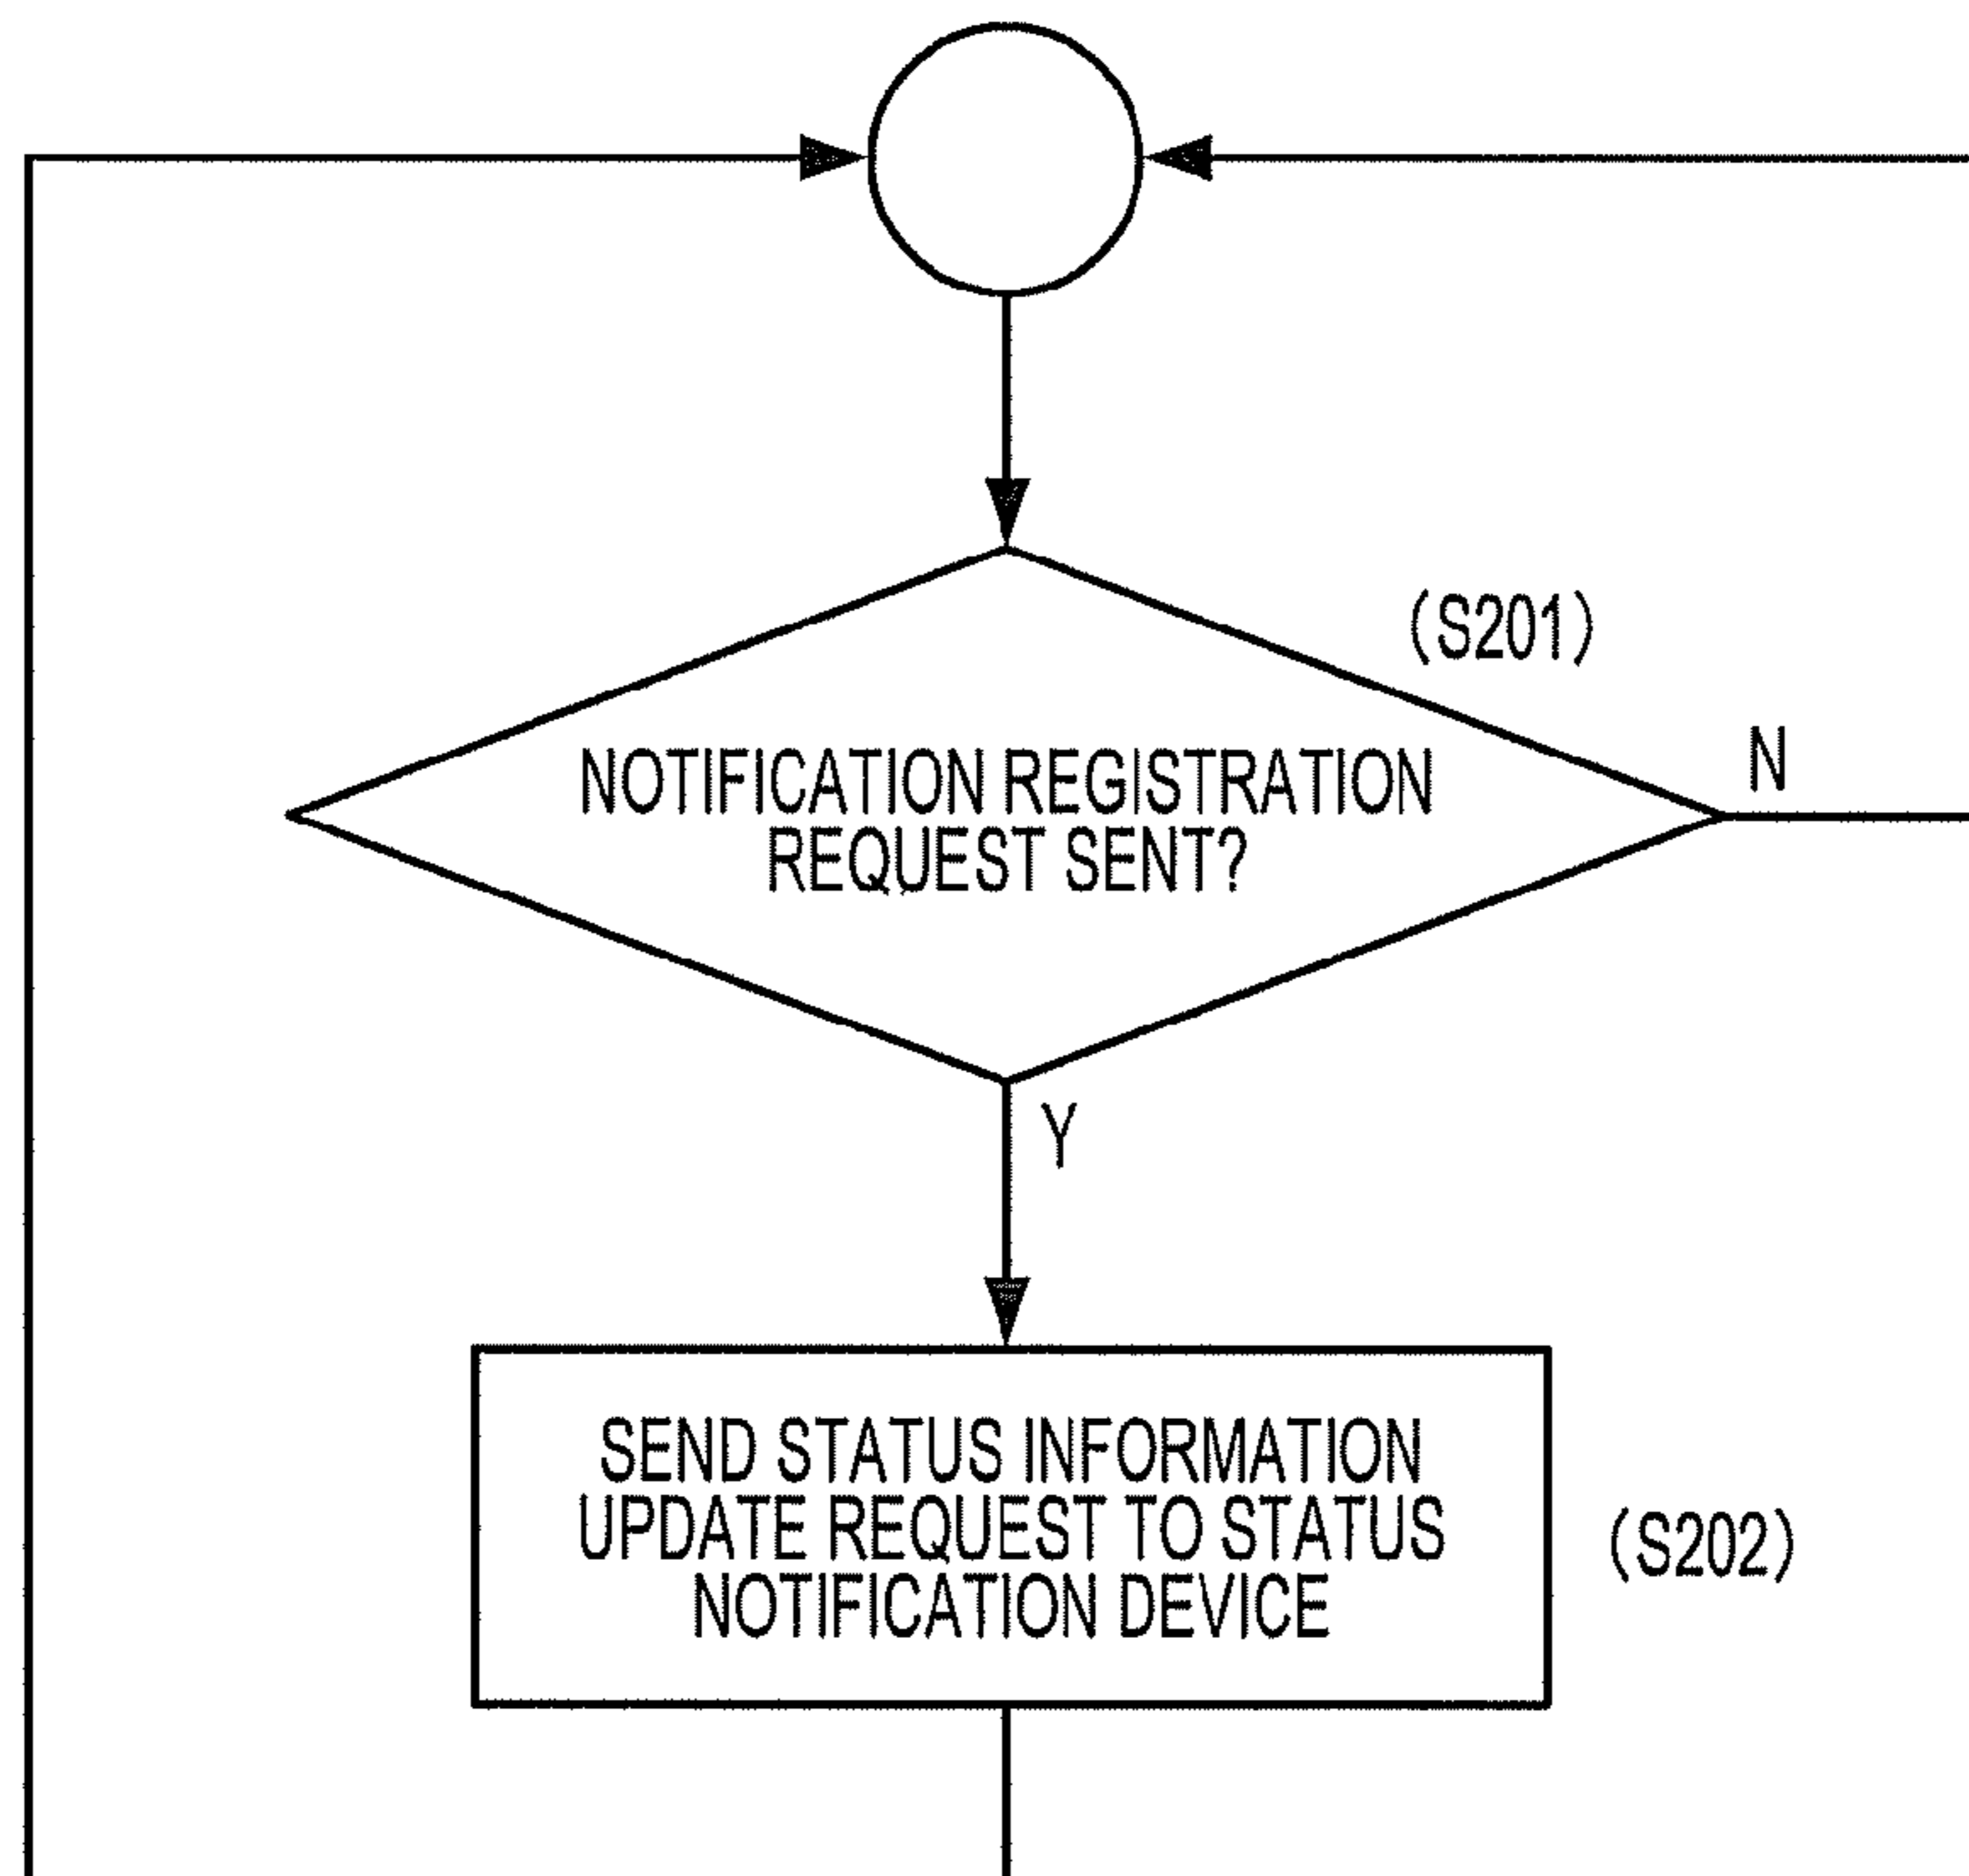 (S201)
N
NOTIFICATION REGISTRATION
REQUEST SENT?
Y
SEND STATUS INFORMATION
UPDATE REQUEST TO STATUS
NOTIFICATION DEVICE
(S202)